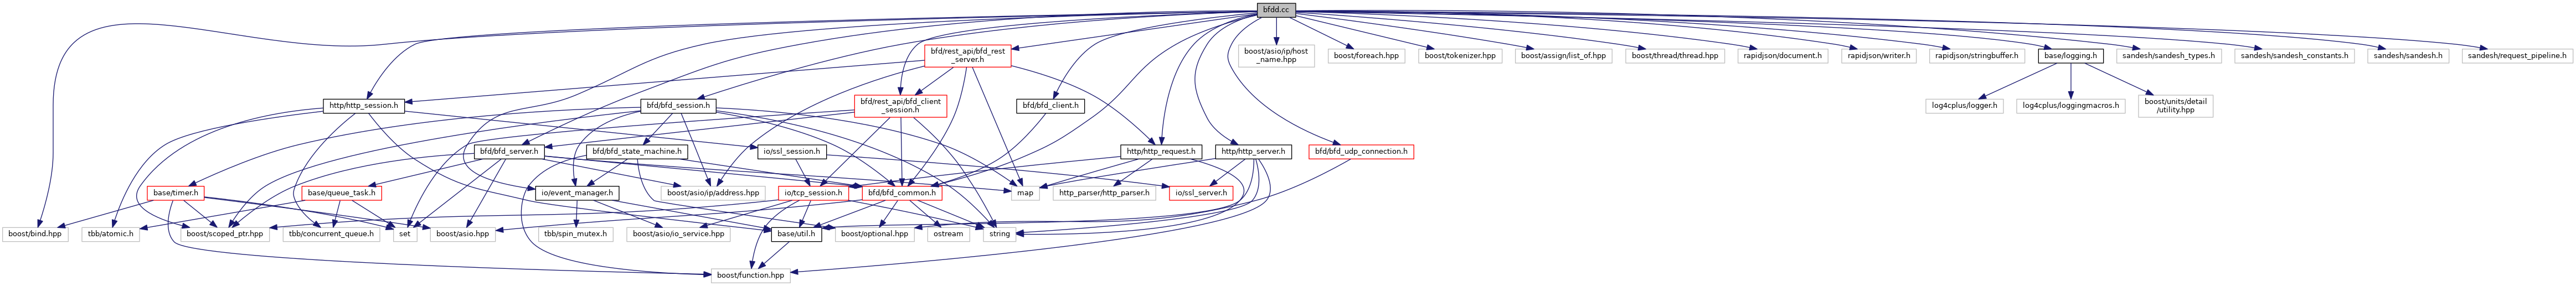 bfdd.cc
bfd/rest_api/bfd_rest
_server.h
boost/asio/ip/host
_name.hpp
boost/foreach.hpp
boost/tokenizer.hpp
boost/assign/list_of.hpp
boost/thread/thread.hpp
rapidjson/document.h
rapidjson/writer.h
rapidjson/stringbuffer.h
base/logging.h
sandesh/sandesh_types.h
sandesh/sandesh_constants.h
sandesh/sandesh.h
sandesh/request_pipeline.h
http/http_session.h
bfd/bfd_session.h
bfd/rest_api/bfd_client
_session.h
bfd/bfd_client.h
log4cplus/logger.h
log4cplus/loggingmacros.h
boost/units/detail
/utility.hpp
bfd/bfd_server.h
bfd/bfd_state_machine.h
io/ssl_session.h
http/http_request.h
http/http_server.h
bfd/bfd_udp_connection.h
base/timer.h
base/queue_task.h
io/event_manager.h
boost/asio/ip/address.hpp
io/tcp_session.h
bfd/bfd_common.h
map
http_parser/http_parser.h
io/ssl_server.h
boost/bind.hpp
tbb/atomic.h
boost/scoped_ptr.hpp
tbb/concurrent_queue.h
set
boost/asio.hpp
tbb/spin_mutex.h
boost/asio/io_service.hpp
base/util.h
boost/optional.hpp
ostream
string
boost/function.hpp